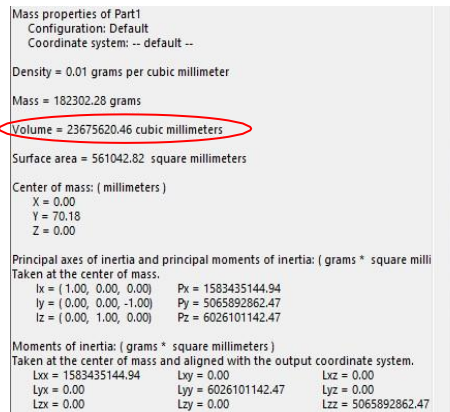 Mass properties of Part1
Configuration: Default
Coordinate system: -- default --
Density = 0.01 grams per cubic millimeter
Mass = 182302.28 grams
Volume = 23675620.46 cubic millimeters
Surface area = 561042.82 square millimeters
Center of mass: ( millimeters )
X = 0.00
Y = 70.18
Z = 0.00
Principal axes of inertia and principal moments of inertia: ( grams * square milli
Taken at the center of mass.
Ix = ( 1.00, 0.00, 0.00) Px = 1583435144.94
Iy = ( 0.00, 0.00, -1.00) Py = 5065892862.47
Iz = ( 0.00, 1.00, 0.00) Pz = 6026101142.47
Moments of inertia: ( grams * square millimeters )
Taken at the center of mass and aligned with the output coordinate system.
Lxx = 1583435144.94 Lxy = 0.00 Lxz = 0.00
Lyx = 0.00 Lyy = 6026101142.47 Lyz = 0.00
Lzx = 0.00 Lzy = 0.00 Lzz = 5065892862.47